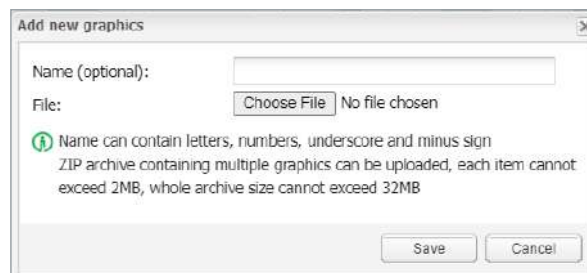 Add new graphics
Name (optional):
File: Choose File No file chosen
Name can contain letters, numbers, underscore and minus sign
ZIP archive containing multiple graphics can be uploaded, each item cannot
exceed 2MB, whole archive size cannot exceed 32MB
Save Cancel